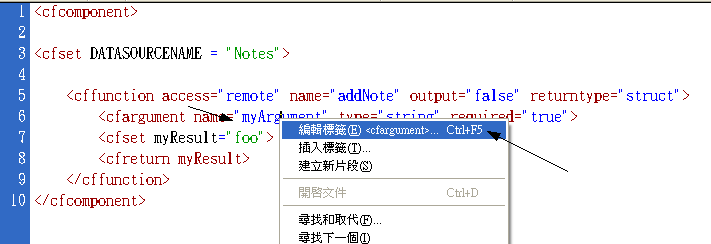 1 <cfcomponent>
2
3 <cfset DATASOURCENAME = "Notes">
4
5 <cffunction access="remote" name="addNote" output="false" returntype="struct">
6 <cfargument name="myArgument" type="string" required="true">
7 <cfset myResult="foo">
8 <cfreturn myResult>
9 </cffunction>
10 </cfcomponent>
編輯標籤(E) <cfargument>... Ctrl+F5
插入標籤(T)...
建立新片段(S)
開啓文件 Ctrl+D
尋找和取代(F)...
尋找下一個(I)